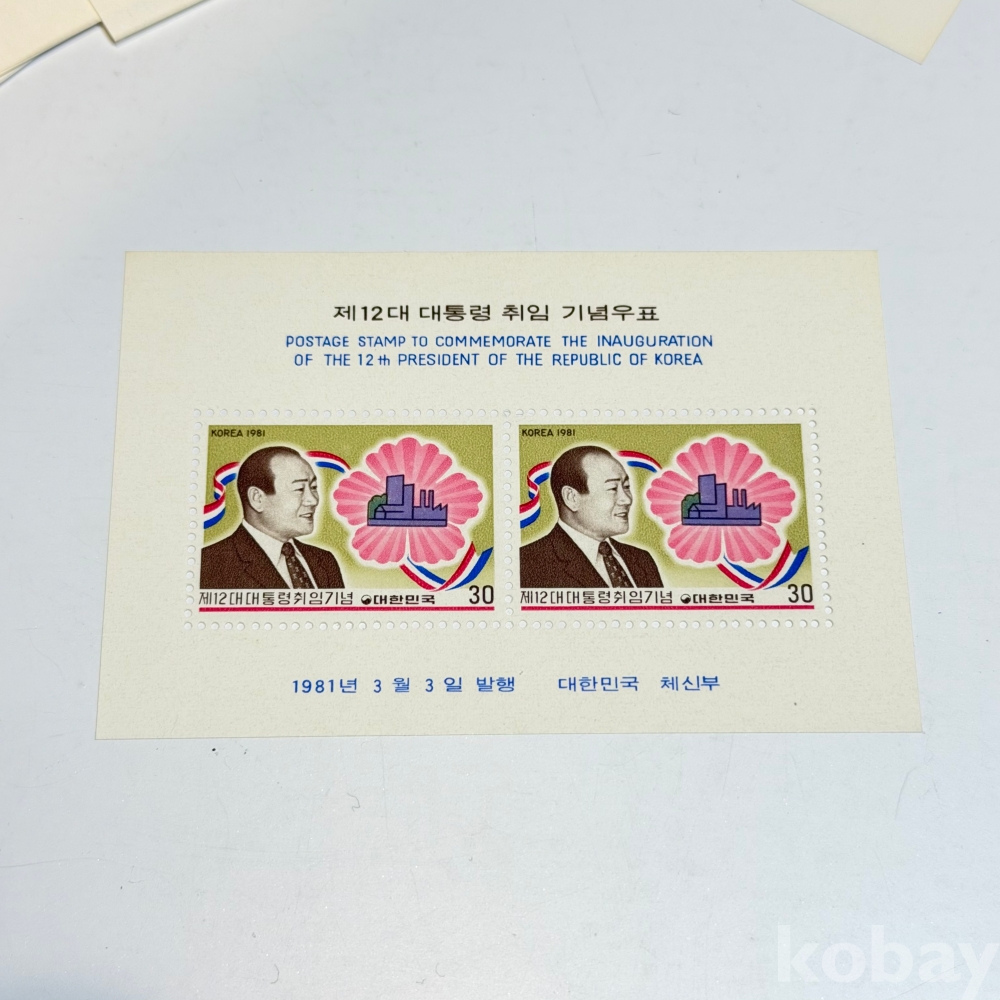 제12대 대통령 취임 기념우표
POSTAGE STAMP TO COMMEMORATE THE INAUGURATION
OF THE 12th PRESIDENT OF THE REPUBLIC OF KOREA
KOREA 1981
제12대대통령취임기념 대한민국 30
KOREA 1981
제12대대통령취임기념 대한민국 30
1981년 3월 3일 발행 대한민국 체신부
kobay